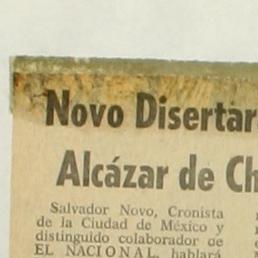 Novo Disertar
Alcázar de Ch
Salvador Novo, Cronista
de la Ciudad de México y
distinguido colaborador de
EL NACIONAL, hablará